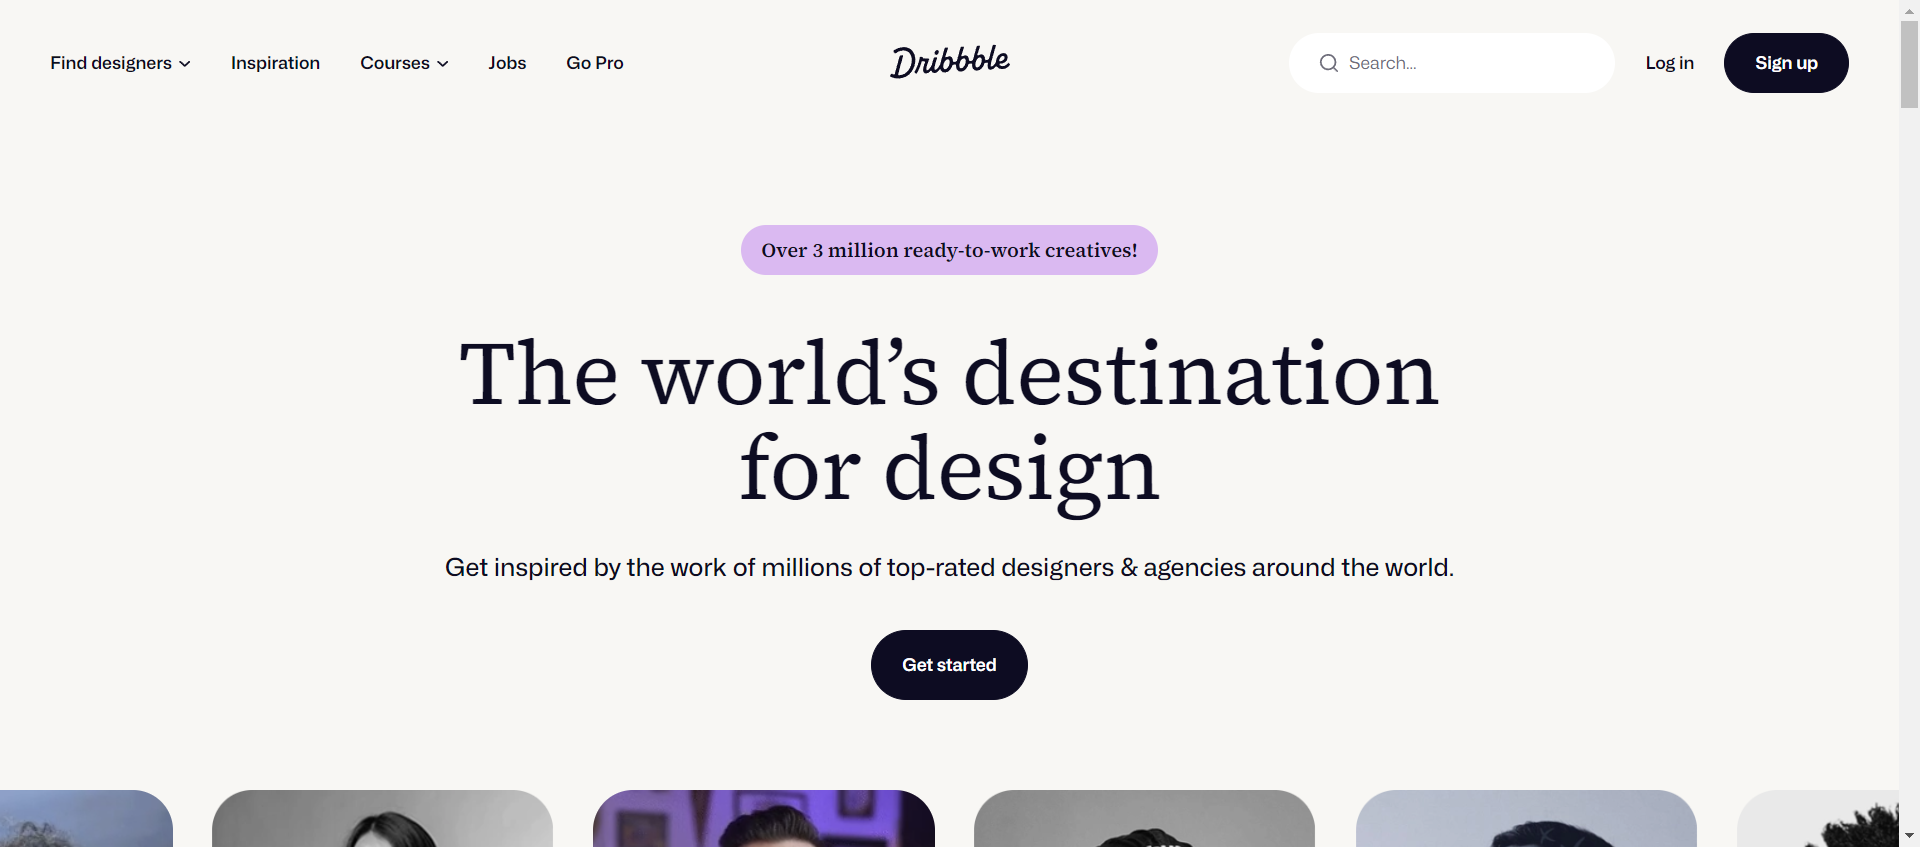 Find designers
Inspiration
Courses
Jobs
Go Pro
Dribbble
Search...
Log in
Sign up
Over 3 million ready-to-work creatives!
The world’s destination
for design
Get inspired by the work of millions of top-rated designers & agencies around the world.
Get started